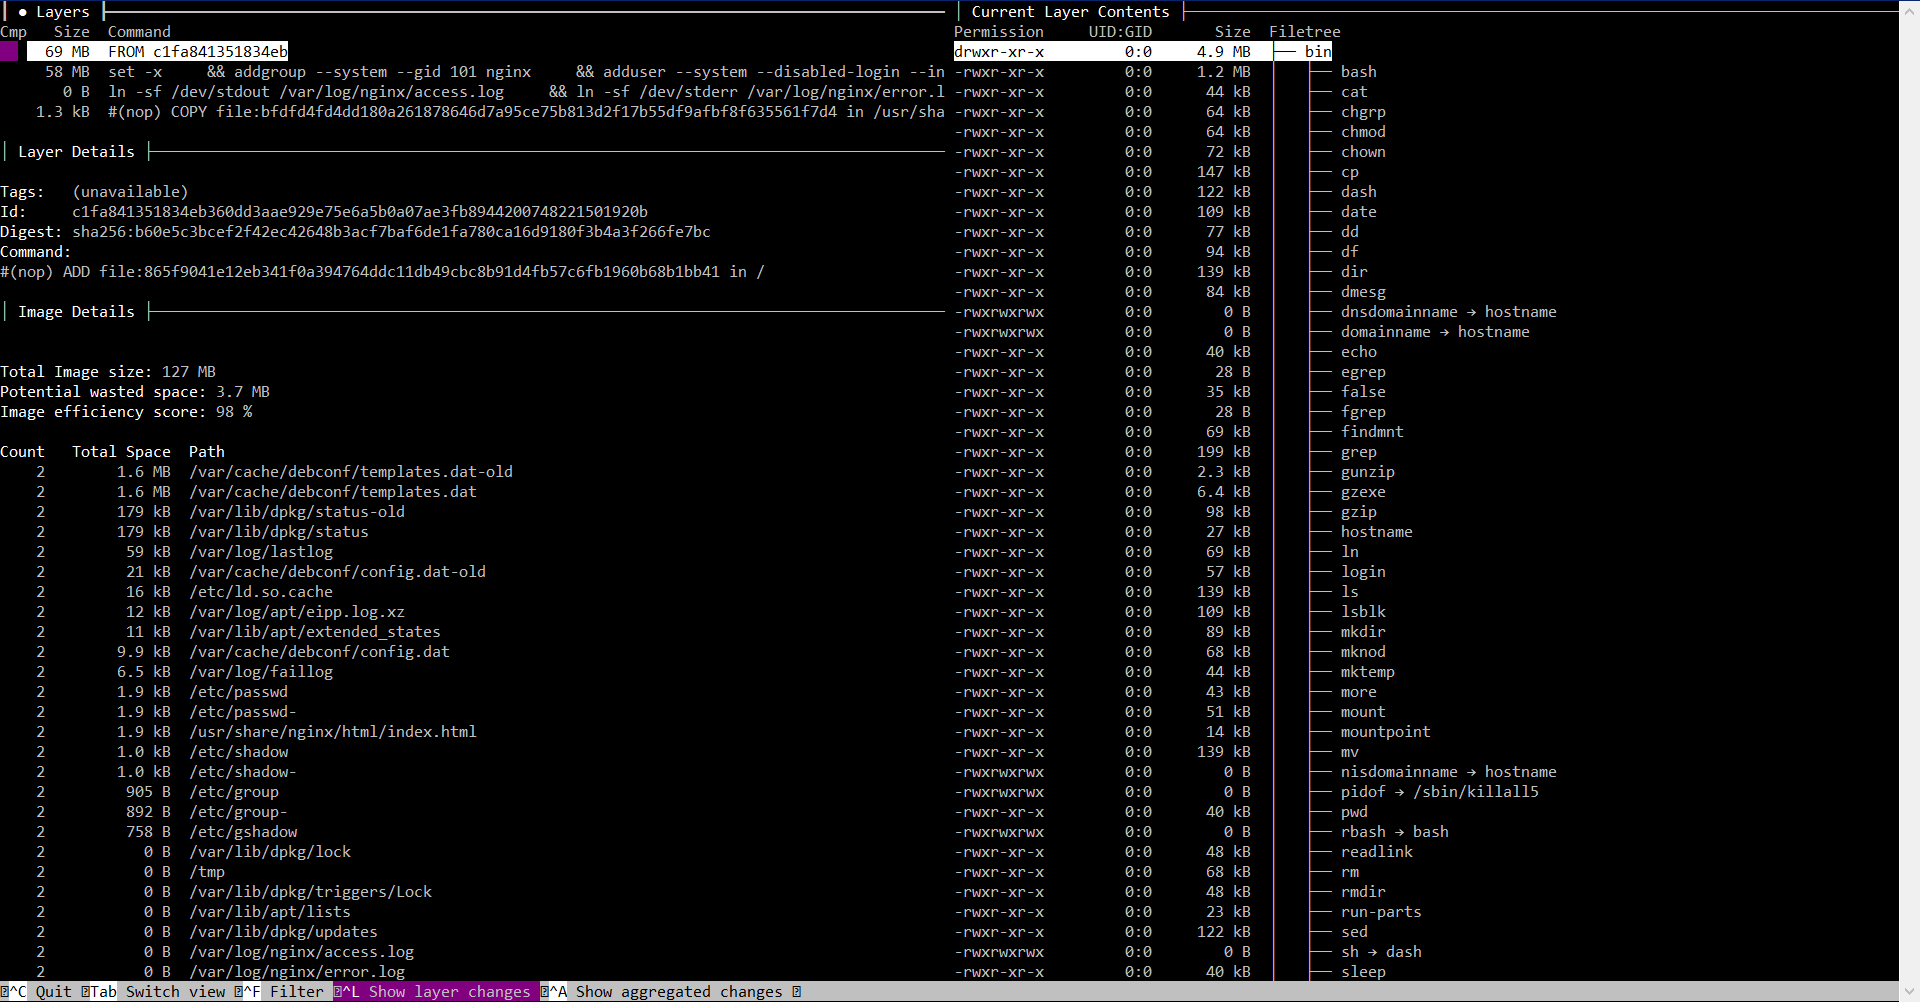 ● Layers
Cmp Size Command
69 MB FROM c1fa841351834eb
58 MB set -x && addgroup --system --gid 101 nginx && adduser --system --disabled-login --in
0 B ln -sf /dev/stdout /var/log/nginx/access.log && ln -sf /dev/stderr /var/log/nginx/error.l
1.3 kB #(nop) COPY file:bfdfd4fd4dd180a261878646d7a95ce75b813d2f17b55df9afbf8f635561f7d4 in /usr/sha
Layer Details
Tags: (unavailable)
Id: c1fa841351834eb360dd3aae929e75e6a5b0a07ae3fb8944200748221501920b
Digest: sha256:b60e5c3bcef2f42ec42648b3acf7baf6de1fa780ca16d9180f3b4a3f266fe7bc
Command:
#(nop) ADD file:865f9041e12eb341f0a394764ddc11db49cbc8b91d4fb57c6fb1960b68b1bb41 in /
Image Details
Total Image size: 127 MB
Potential wasted space: 3.7 MB
Image efficiency score: 98 %
Count Total Space Path
2 1.6 MB /var/cache/debconf/templates.dat-old
2 1.6 MB /var/cache/debconf/templates.dat
2 179 kB /var/lib/dpkg/status-old
2 179 kB /var/lib/dpkg/status
2 59 kB /var/log/lastlog
2 21 kB /var/cache/debconf/config.dat-old
2 16 kB /etc/ld.so.cache
2 12 kB /var/log/apt/eipp.log.xz
2 11 kB /var/lib/apt/extended_states
2 9.9 kB /var/cache/debconf/config.dat
2 6.5 kB /var/log/faillog
2 1.9 kB /etc/passwd
2 1.9 kB /etc/passwd-
2 1.9 kB /usr/share/nginx/html/index.html
2 1.0 kB /etc/shadow
2 1.0 kB /etc/shadow-
2 905 B /etc/group
2 892 B /etc/group-
2 758 B /etc/gshadow
2 0 B /var/lib/dpkg/lock
2 0 B /tmp
2 0 B /var/lib/dpkg/triggers/Lock
2 0 B /var/lib/apt/lists
2 0 B /var/lib/dpkg/updates
2 0 B /var/log/nginx/access.log
2 0 B /var/log/nginx/error.log
Current Layer Contents
Permission UID:GID Size Filetree
drwxr-xr-x 0:0 4.9 MB ├── bin
-rwxr-xr-x 0:0 1.2 MB │ ├── bash
-rwxr-xr-x 0:0 44 kB │ ├── cat
-rwxr-xr-x 0:0 64 kB │ ├── chgrp
-rwxr-xr-x 0:0 64 kB │ ├── chmod
-rwxr-xr-x 0:0 72 kB │ ├── chown
-rwxr-xr-x 0:0 147 kB │ ├── cp
-rwxr-xr-x 0:0 122 kB │ ├── dash
-rwxr-xr-x 0:0 109 kB │ ├── date
-rwxr-xr-x 0:0 77 kB │ ├── dd
-rwxr-xr-x 0:0 94 kB │ ├── df
-rwxr-xr-x 0:0 139 kB │ ├── dir
-rwxr-xr-x 0:0 84 kB │ ├── dmesg
-rwxrwxrwx 0:0 0 B │ ├── dnsdomainname → hostname
-rwxrwxrwx 0:0 0 B │ ├── domainname → hostname
-rwxr-xr-x 0:0 40 kB │ ├── echo
-rwxr-xr-x 0:0 28 B │ ├── egrep
-rwxr-xr-x 0:0 35 kB │ ├── false
-rwxr-xr-x 0:0 28 B │ ├── fgrep
-rwxr-xr-x 0:0 69 kB │ ├── findmnt
-rwxr-xr-x 0:0 199 kB │ ├── grep
-rwxr-xr-x 0:0 2.3 kB │ ├── gunzip
-rwxr-xr-x 0:0 6.4 kB │ ├── gzexe
-rwxr-xr-x 0:0 98 kB │ ├── gzip
-rwxr-xr-x 0:0 27 kB │ ├── hostname
-rwxr-xr-x 0:0 69 kB │ ├── ln
-rwxr-xr-x 0:0 57 kB │ ├── login
-rwxr-xr-x 0:0 139 kB │ ├── ls
-rwxr-xr-x 0:0 109 kB │ ├── lsblk
-rwxr-xr-x 0:0 89 kB │ ├── mkdir
-rwxr-xr-x 0:0 68 kB │ ├── mknod
-rwxr-xr-x 0:0 44 kB │ ├── mktemp
-rwxr-xr-x 0:0 43 kB │ ├── more
-rwxr-xr-x 0:0 51 kB │ ├── mount
-rwxr-xr-x 0:0 14 kB │ ├── mountpoint
-rwxr-xr-x 0:0 139 kB │ ├── mv
-rwxrwxrwx 0:0 0 B │ ├── nisdomainname → hostname
-rwxrwxrwx 0:0 0 B │ ├── pidof → /sbin/killall5
-rwxr-xr-x 0:0 40 kB │ ├── pwd
-rwxrwxrwx 0:0 0 B │ ├── rbash → bash
-rwxr-xr-x 0:0 48 kB │ ├── readlink
-rwxr-xr-x 0:0 68 kB │ ├── rm
-rwxr-xr-x 0:0 48 kB │ ├── rmdir
-rwxr-xr-x 0:0 23 kB │ ├── run-parts
-rwxr-xr-x 0:0 122 kB │ ├── sed
-rwxrwxrwx 0:0 0 B │ ├── sh → dash
-rwxr-xr-x 0:0 40 kB │ ├── sleep
^C Quit Tab Switch view ^F Filter ^L Show layer changes ^A Show aggregated changes